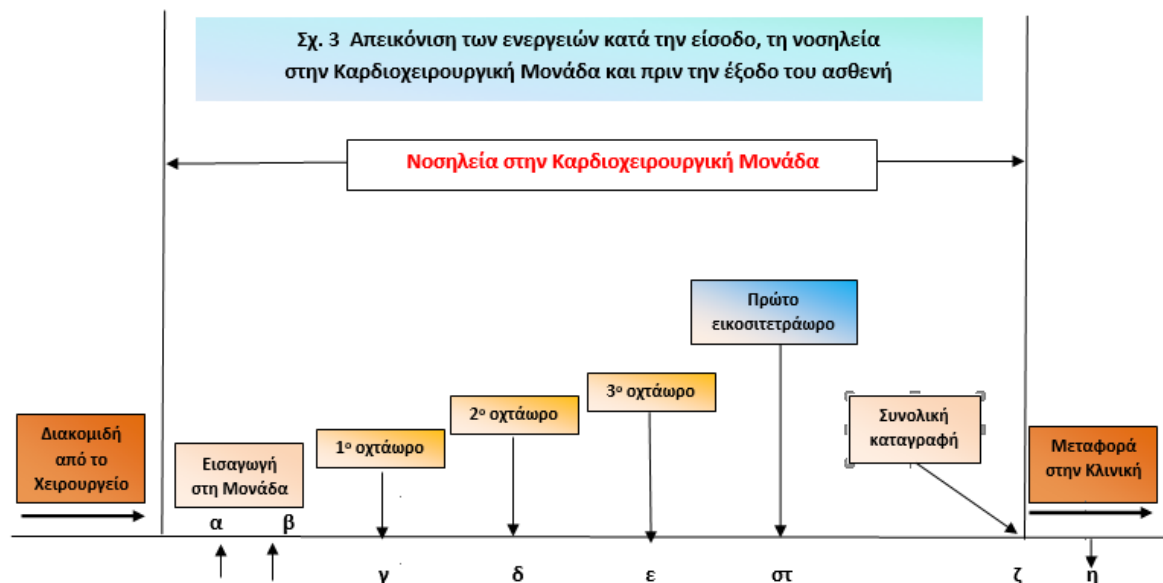 Σχ. 3 Απεικόνιση των ενεργειών κατά την είσοδο, τη νοσηλεία
στην Καρδιοχειρουργική Μονάδα και πριν την έξοδο του ασθενή
Νοσηλεία στην Καρδιοχειρουργική Μονάδα
Πρώτο
εικοσιτετράωρο
3ο οχτάωρο
2ο οχτάωρο
1ο οχτάωρο
Συνολική
καταγραφή
Διακομιδή
από το
Χειρουργείο
Εισαγωγή
στη Μονάδα
Μεταφορά
στην Κλινική
α β
γ δ ε στ ζ η